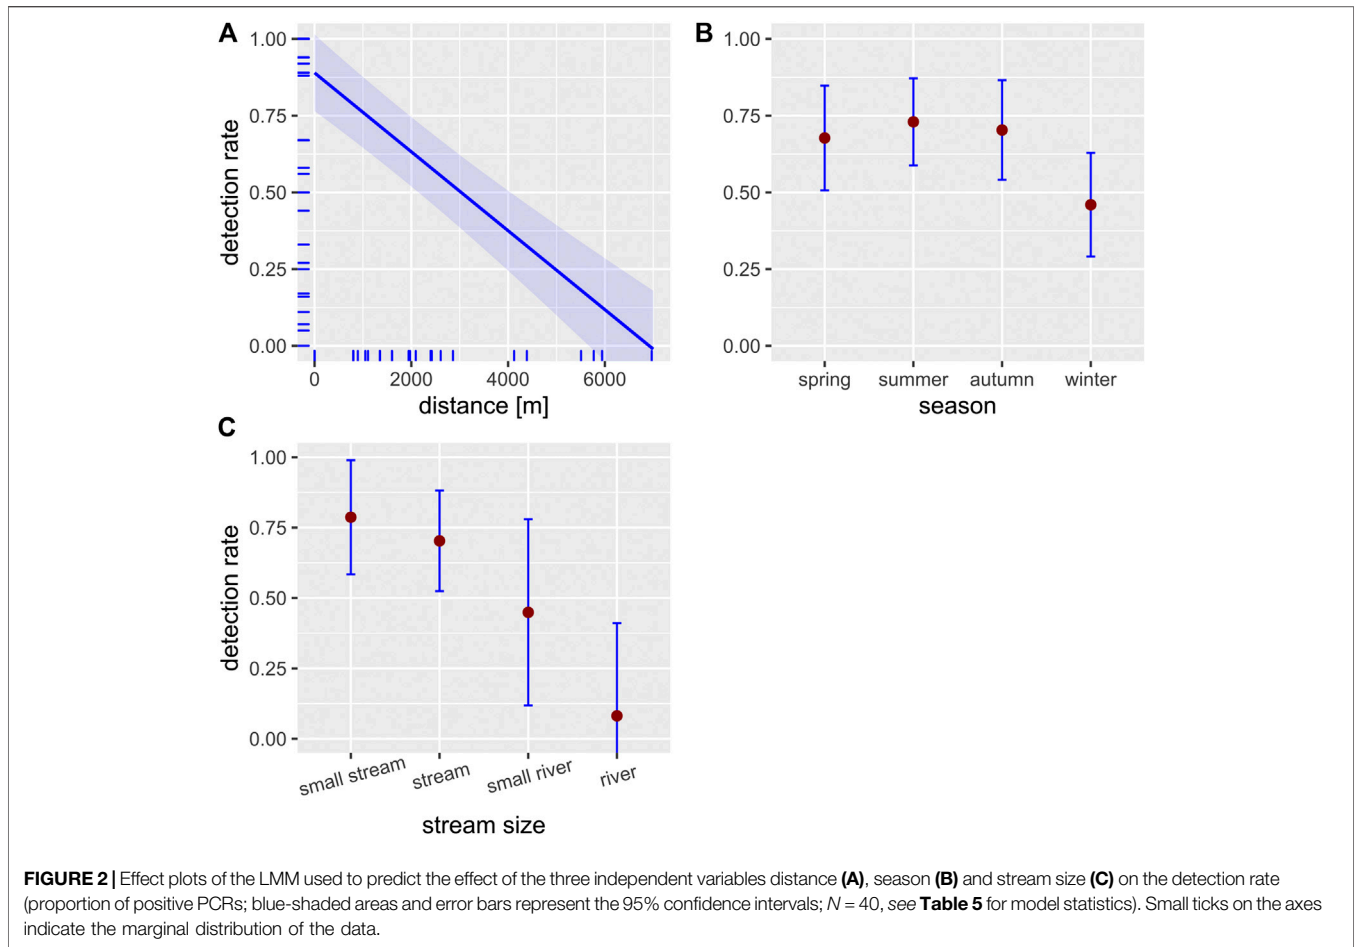 A
1.00
0.75
0.50
0.25
0.00
detection rate
0 2000 4000 6000
distance [m]
B
1.00
0.75
0.50
0.25
0.00
detection rate
spring summer autumn winter
season
C
1.00
0.75
0.50
0.25
0.00
detection rate
small stream stream small river river
stream size
FIGURE 2 | Effect plots of the LMM used to predict the effect of the three independent variables distance (A), season (B) and stream size (C) on the detection rate
(proportion of positive PCRs; blue-shaded areas and error bars represent the 95% confidence intervals; N = 40, see Table 5 for model statistics). Small ticks on the axes
indicate the marginal distribution of the data.